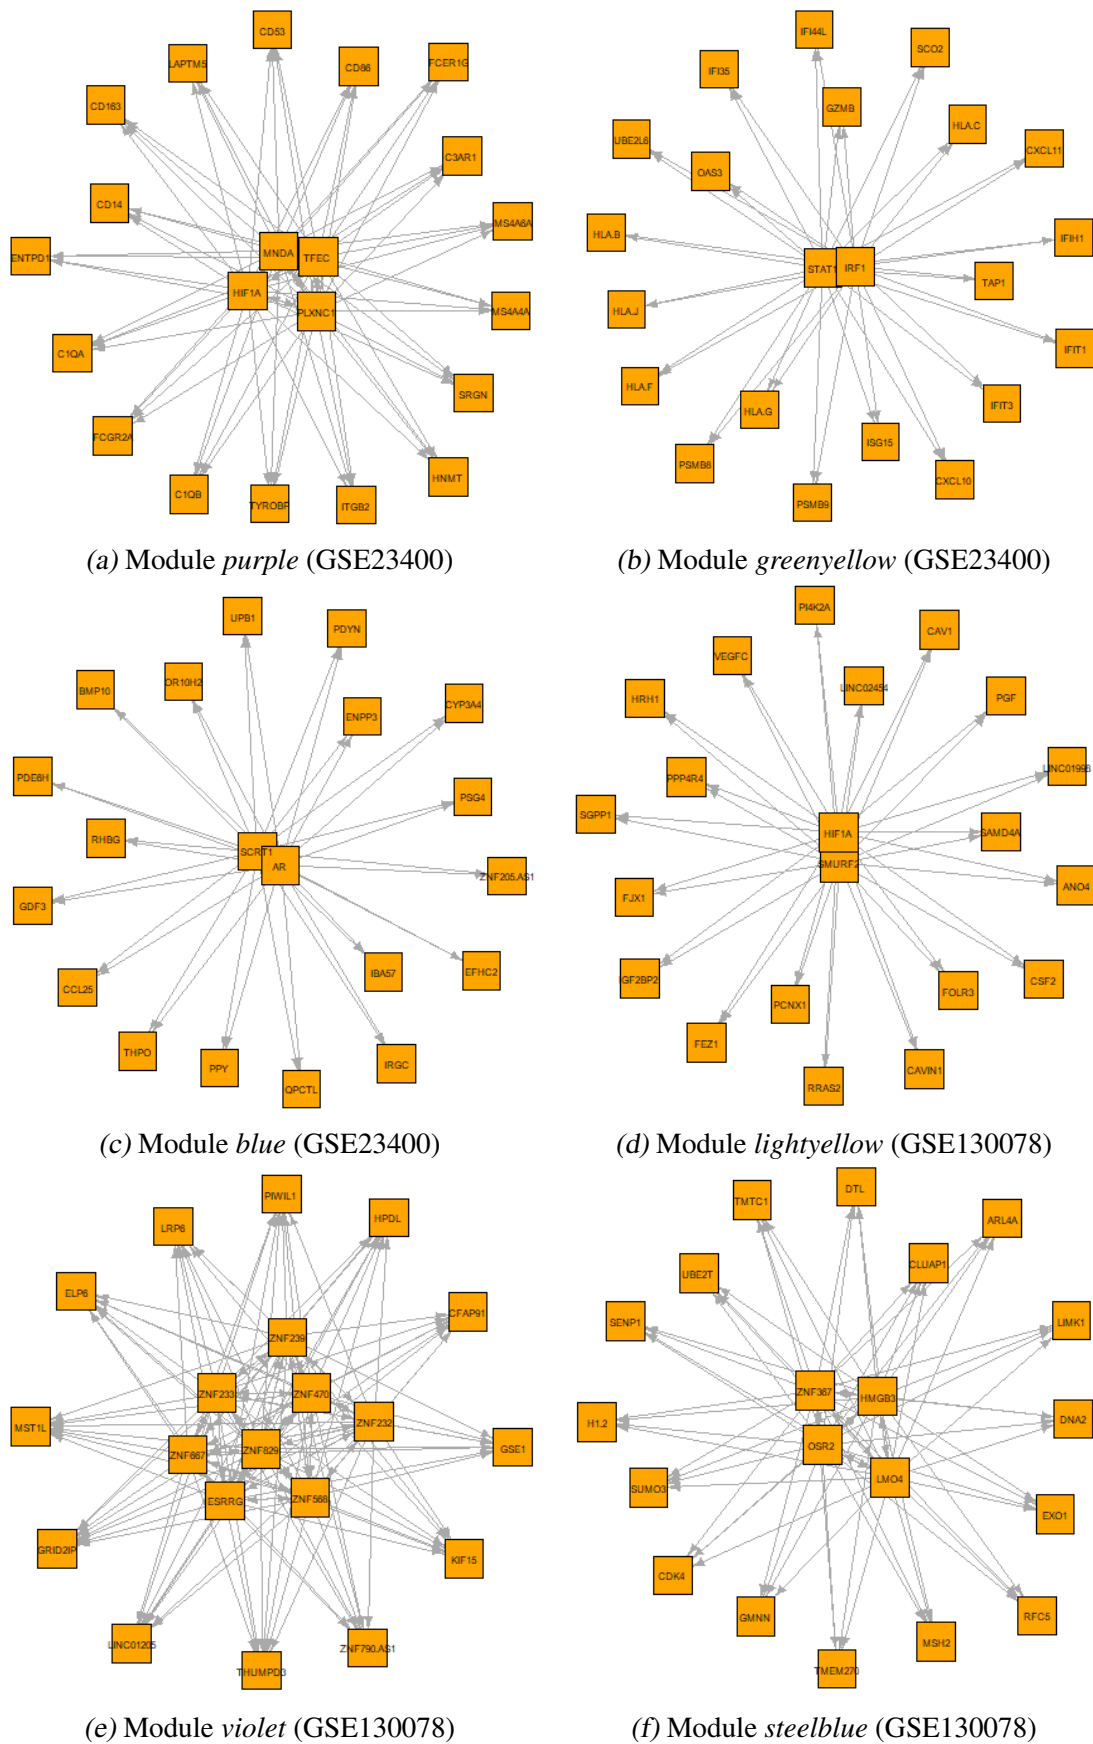 CD53
LAPTM5
CD86
FCER1G
CD163
C3AR1
CD14
MS4A6A
MNDA
TFEC
ENTPD1
HIF1A
PLXNC1
MS4A4A
C1QA
SRGN
FCGR2A
HNMT
C1QB
TYROBP
ITGB2
(a) Module purple (GSE23400)
IFI44L
SCO2
IFI35
GZMB
HLA.C
UBE2L6
CXCL11
OAS3
HLA.B
IFIH1
STAT1
IRF1
TAP1
HLA.J
IFIT1
HLA.F
IFIT3
HLA.G
ISG15
PSMB8
CXCL10
PSMB9
(b) Module greenyellow (GSE23400)
UPB1
PDYN
OR10H2
BMP10
CYP3A4
ENPP3
PDE6H
PSG4
RHBG
SCRT1
AR
ZNF205.AS1
GDF3
IBA57
EFHC2
CCL25
THPO
PPY
IRGC
QPCTL
(c) Module blue (GSE23400)
PI4K2A
CAV1
VEGFC
LINC02454
HRH1
PGF
LINC01998
PPP4R4
SGPP1
HIF1A
SAMD4A
SMURF2
ANO4
FJX1
IGF2BP2
CSF2
PCNX1
FOLR3
FEZ1
CAVIN1
RRAS2
(d) Module lightyellow (GSE130078)
PIWIL1
LRP6
HPDL
ELP6
CFAP91
ZNF239
ZNF233
ZNF470
ZNF232
MST1L
ZNF667
ZNF829
GSE1
ESRRG
ZNF566
GRID2IP
KIF15
LINC01205
ZNF790.AS1
THUMPD3
(e) Module violet (GSE130078)
DTL
TMTC1
ARL4A
CLUAP1
UBE2T
SENP1
LIMK1
ZNF367
HMGB3
H1.2
DNA2
OSR2
LMO4
SUMO3
EXO1
CDK4
GMNN
RFC5
MSH2
TMEM270
(f) Module steelblue (GSE130078)